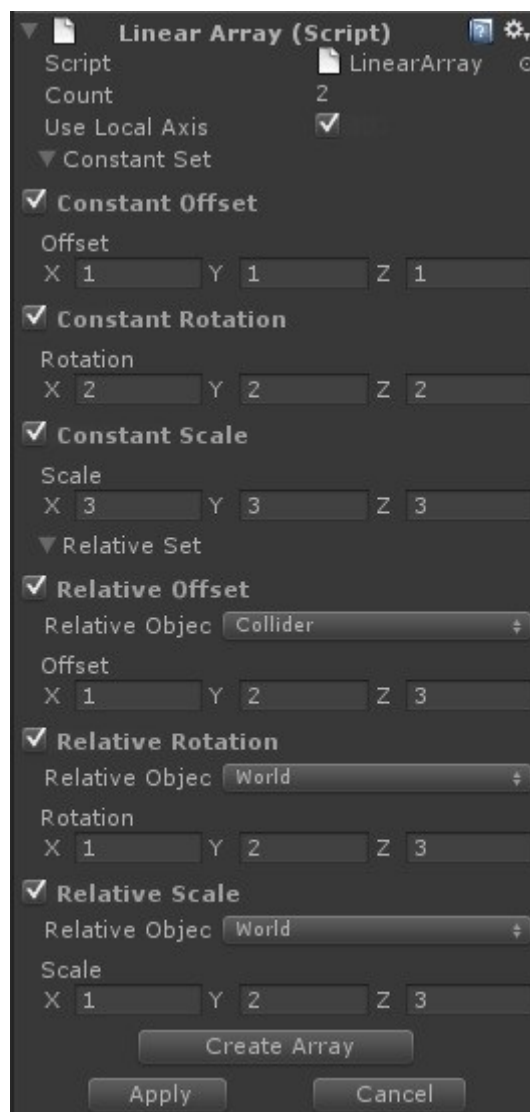 Linear Array (Script)
Script LinearArray
Count 2
Use Local Axis
Constant Set
Constant Offset
Offset
X 1 Y 1 Z 1
Constant Rotation
Rotation
X 2 Y 2 Z 2
Constant Scale
Scale
X 3 Y 3 Z 3
Relative Set
Relative Offset
Relative Objec Collider
Offset
X 1 Y 2 Z 3
Relative Rotation
Relative Objec World
Rotation
X 1 Y 2 Z 3
Relative Scale
Relative Objec World
Scale
X 1 Y 2 Z 3
Create Array
Apply Cancel